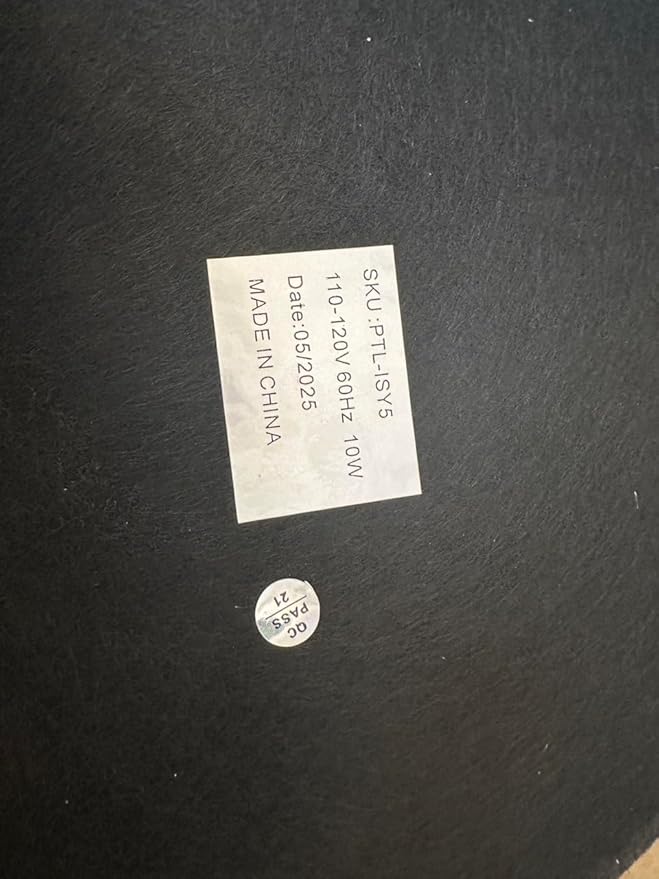 SKU:PTL-ISY5
110-120V 60Hz 10W
Date:05/2025
MADE IN CHINA
QC
PASS
21